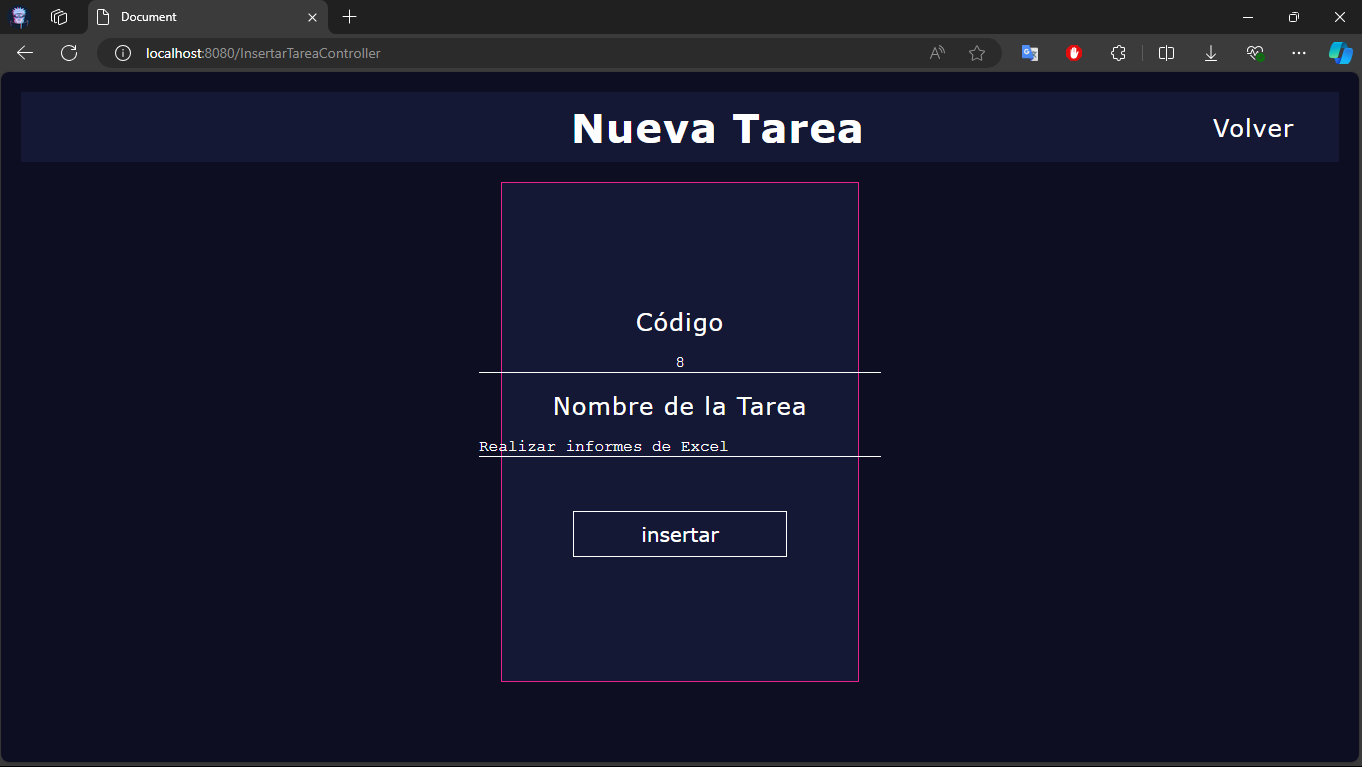 Document
localhost:8080/InsertarTareaController
Nueva Tarea
Volver
Código
8
Nombre de la Tarea
Realizar informes de Excel
insertar